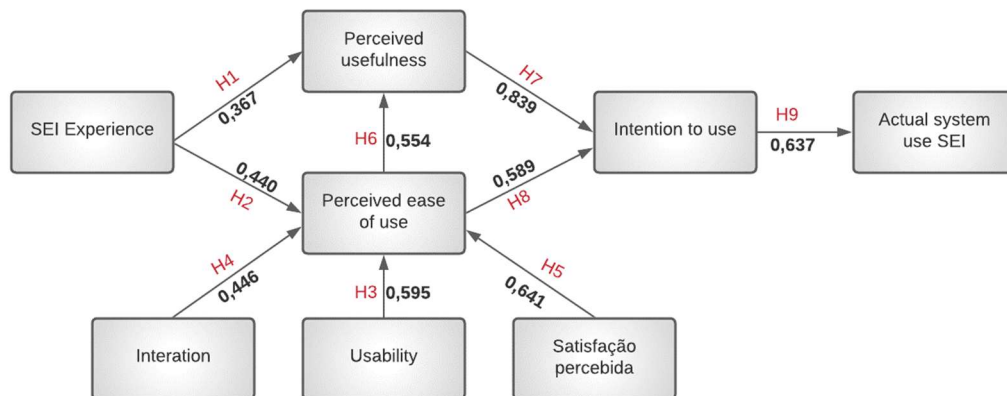 Perceived
usefulness
H1
0,367
H7
0,839
SEI Experience
H6 0,554
Intention to use
H9
0,637
Actual system
use SEI
0,440
H2
Perceived ease
of use
0,589
H8
H4
0,446
H3 0,595
H5
0,641
Interation
Usability
Satisfação
percebida